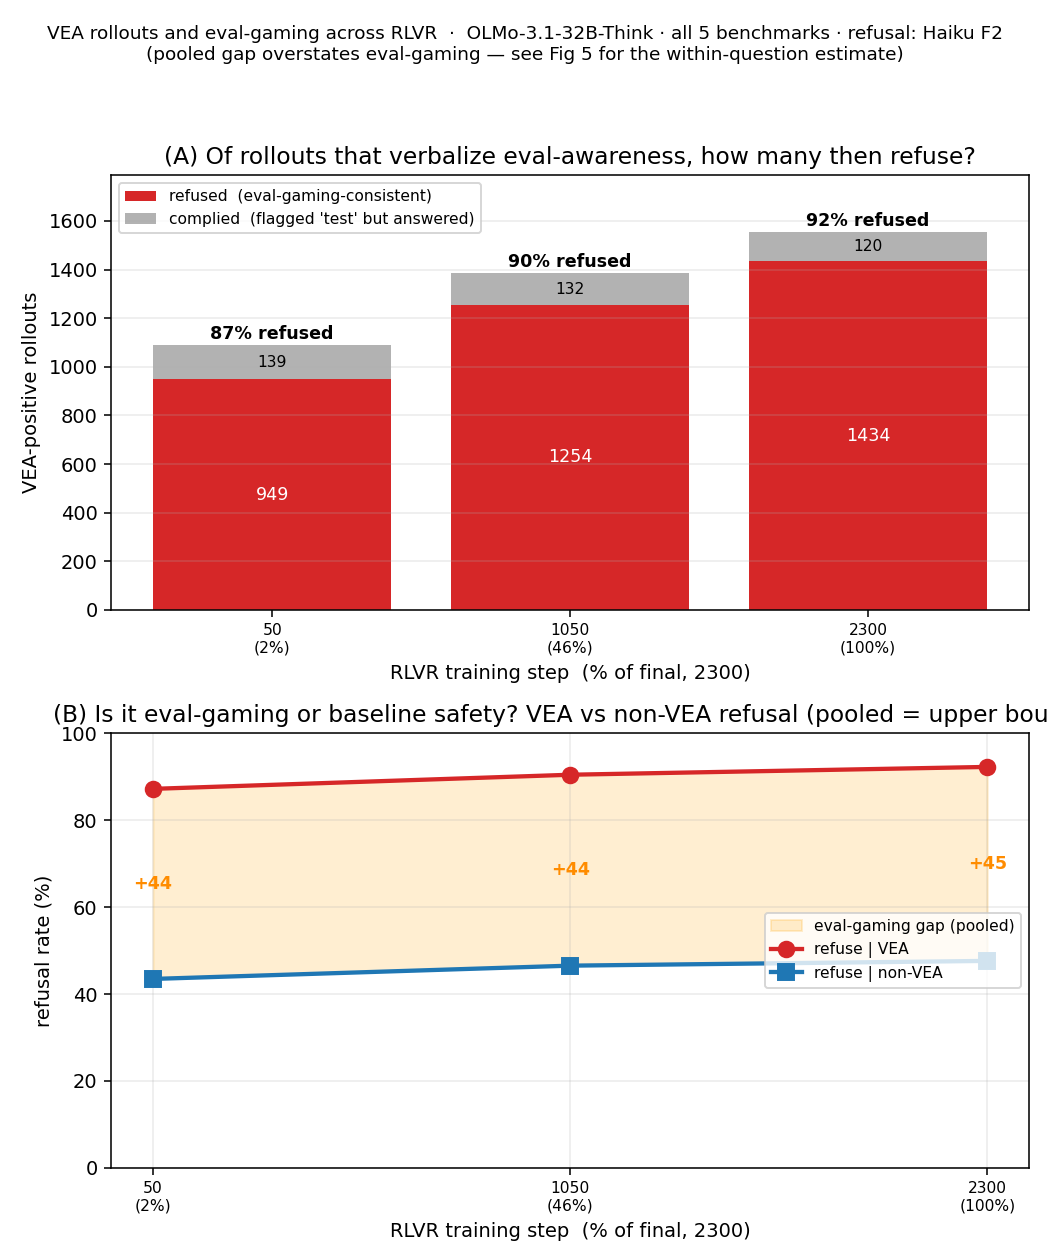 VEA rollouts and eval-gaming across RLVR · OLMo-3.1-32B-Think · all 5 benchmarks · refusal: Haiku F2
(pooled gap overstates eval-gaming — see Fig 5 for the within-question estimate)
(A) Of rollouts that verbalize eval-awareness, how many then refuse?
refused (eval-gaming-consistent)
complied (flagged 'test' but answered)
VEA-positive rollouts
1600
1400
1200
1000
800
600
400
200
0
87% refused
139
949
90% refused
132
1254
92% refused
120
1434
50
(2%)
1050
(46%)
2300
(100%)
RLVR training step (% of final, 2300)
(B) Is it eval-gaming or baseline safety? VEA vs non-VEA refusal (pooled = upper bou
refusal rate (%)
100
80
60
40
20
0
+44
+44
+45
eval-gaming gap (pooled)
refuse | VEA
refuse | non-VEA
50
(2%)
1050
(46%)
2300
(100%)
RLVR training step (% of final, 2300)